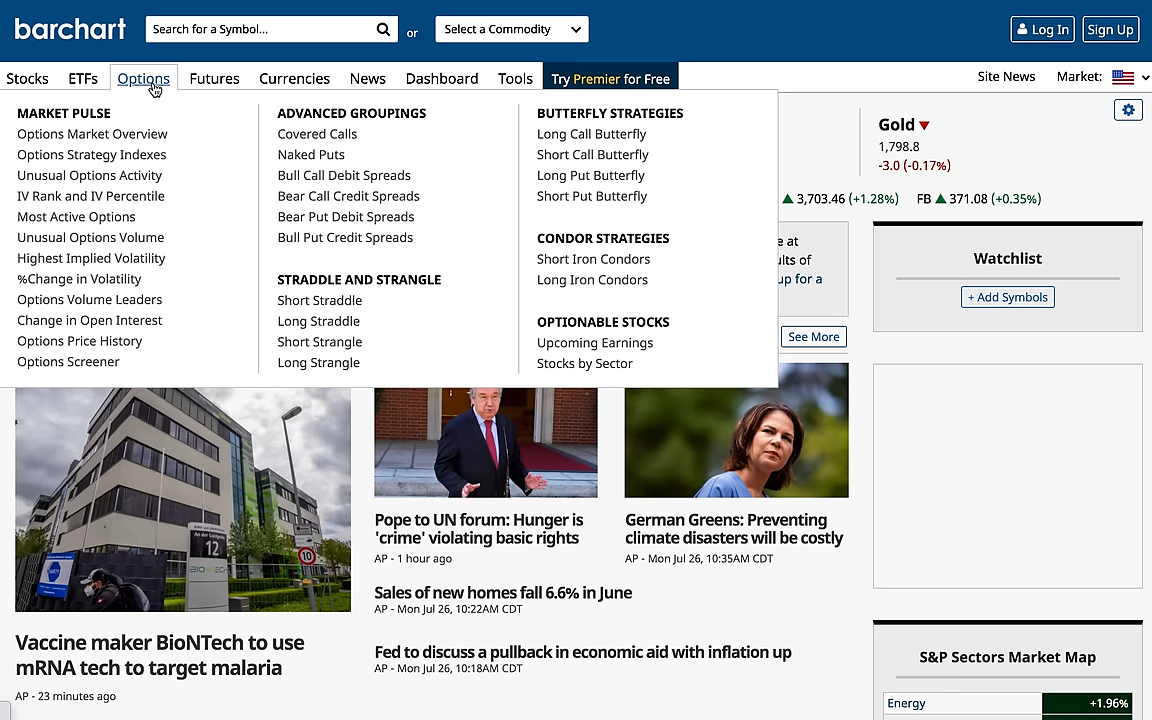 barchart
Search for a Symbol...
or
Select a Commodity
Log In
Sign Up
Stocks
ETFs
Options
Futures
Currencies
News
Dashboard
Tools
Try Premier for Free
Site News
Market:
MARKET PULSE
Options Market Overview
Options Strategy Indexes
Unusual Options Activity
IV Rank and IV Percentile
Most Active Options
Unusual Options Volume
Highest Implied Volatility
%Change in Volatility
Options Volume Leaders
Change in Open Interest
Options Price History
Options Screener
ADVANCED GROUPINGS
Covered Calls
Naked Puts
Bull Call Debit Spreads
Bear Call Credit Spreads
Bear Put Debit Spreads
Bull Put Credit Spreads
STRADDLE AND STRANGLE
Short Straddle
Long Straddle
Short Strangle
Long Strangle
BUTTERFLY STRATEGIES
Long Call Butterfly
Short Call Butterfly
Long Put Butterfly
Short Put Butterfly
CONDOR STRATEGIES
Short Iron Condors
Long Iron Condors
OPTIONABLE STOCKS
Upcoming Earnings
Stocks by Sector
Gold
1,798.8
-3.0 (-0.17%)
3,703.46 (+1.28%)
FB 371.08 (+0.35%)
at
of
up for a
See More
Watchlist
+ Add Symbols
12
10
Vaccine maker BioNTech to use
mRNA tech to target malaria
AP - 23 minutes ago
Pope to UN forum: Hunger is
'crime' violating basic rights
AP - 1 hour ago
German Greens: Preventing
climate disasters will be costly
AP - Mon Jul 26, 10:35AM CDT
Sales of new homes fall 6.6% in June
AP - Mon Jul 26, 10:22AM CDT
Fed to discuss a pullback in economic aid with inflation up
AP - Mon Jul 26, 10:18AM CDT
S&P Sectors Market Map
Energy
+1.96%